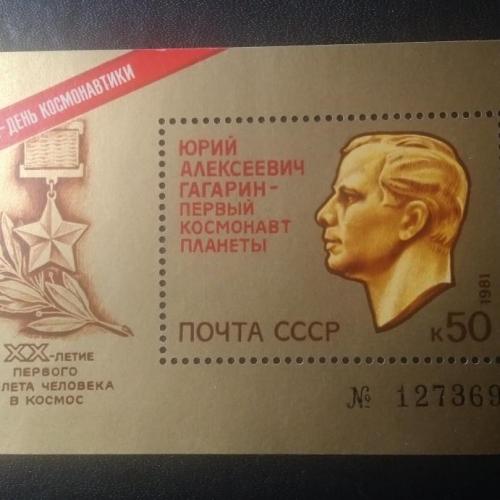 -ДЕНЬ КОСМОНАВТИКИ
ЮРИЙ
АЛЕКСЕЕВИЧ
ГАГАРИН-
ПЕРВЫЙ
КОСМОНАВТ
ПЛАНЕТЫ
1981
ПОЧТА СССР
к50
XX-ЛЕТИЕ
ПЕРВОГО
ЛЕТА ЧЕЛОВЕКА
В КОСМОС
№ 127369